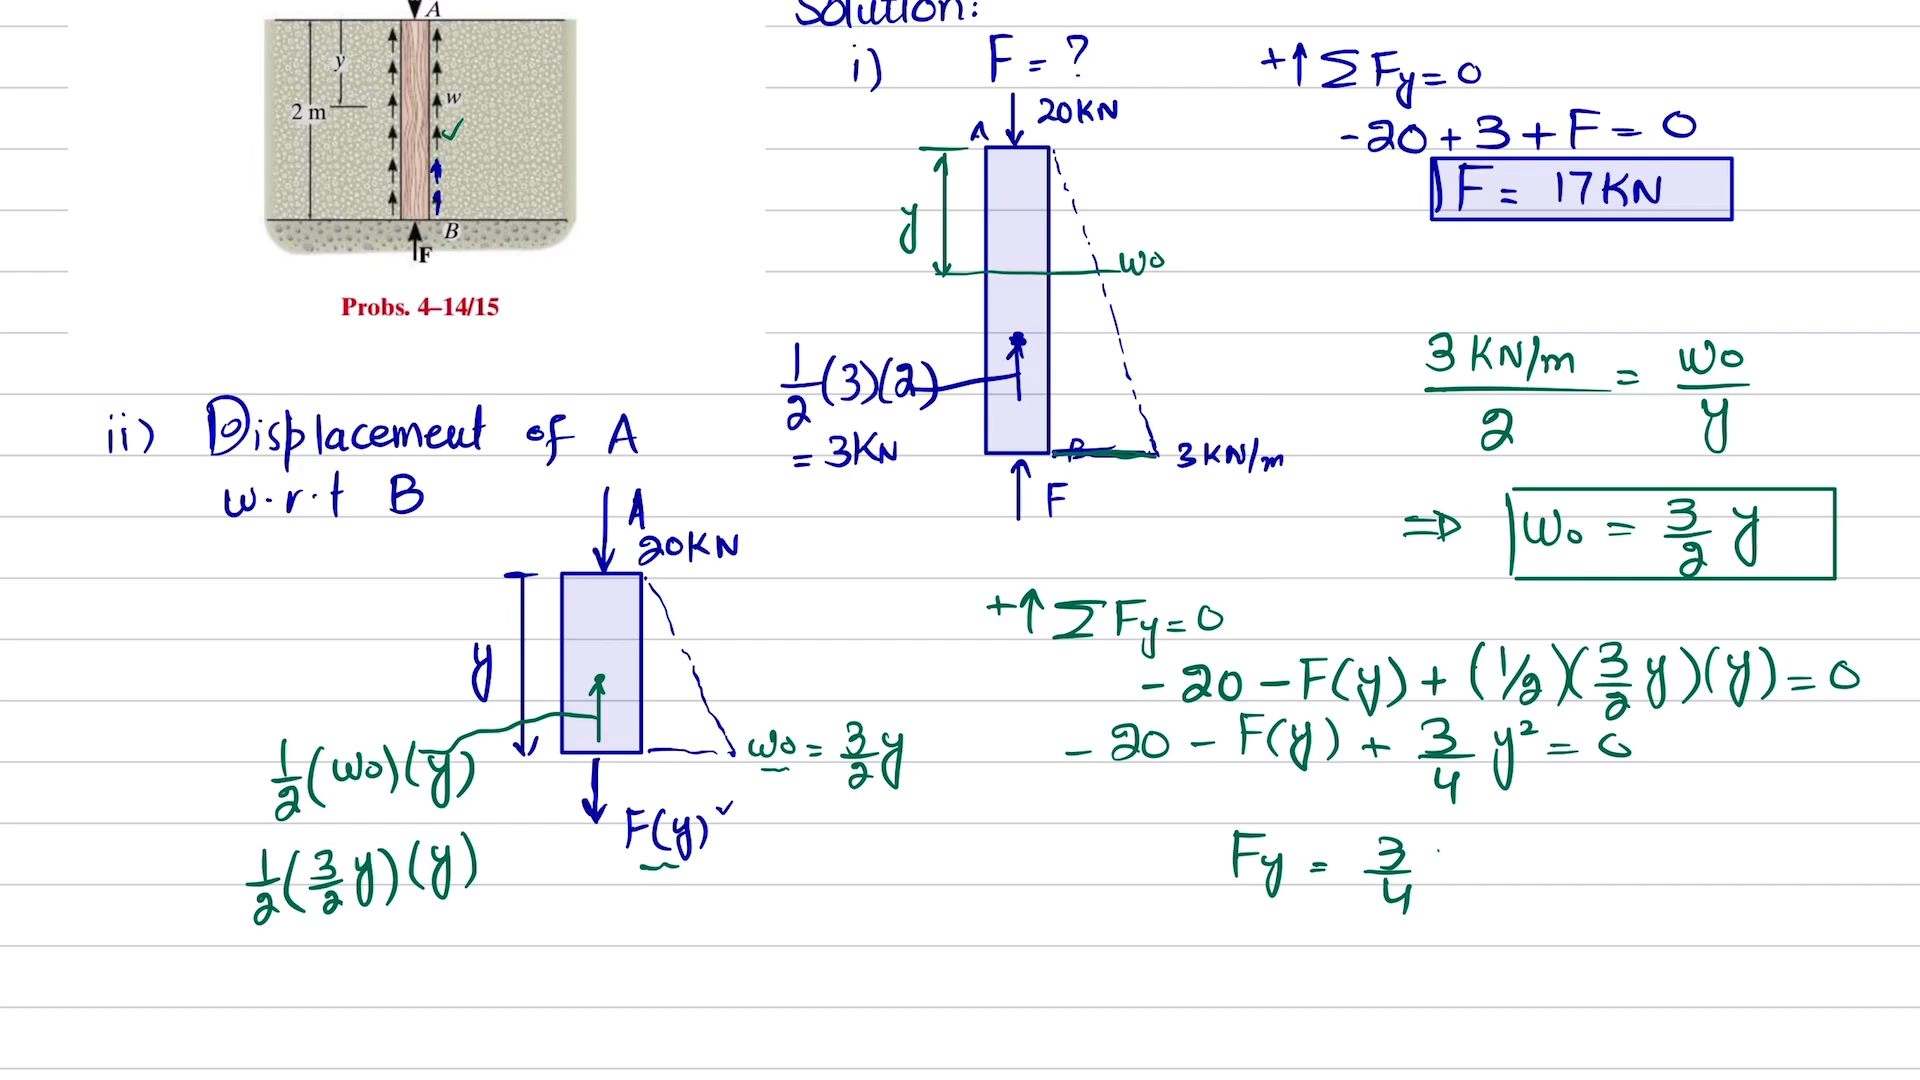 A
y
2 m
w
B
F
Probs. 4–14/15
Solution:
i) F = ?
20KN
A
y
wo
1/2 (3)(2)
= 3KN
B
3KN/m
F
+↑ ΣFy = 0
-20 + 3 + F = 0
F = 17KN
3 KN/m / 2 = wo / y
⇒ wo = 3/2 y
ii) Displacement of A
w.r.t B
A
20KN
y
1/2 (wo)(y)
1/2 (3/2 y)(y)
wo = 3/2 y
F(y)
+↑ ΣFy = 0
-20 - F(y) + (1/2)(3/2 y)(y) = 0
-20 - F(y) + 3/4 y² = 0
Fy = 3/4